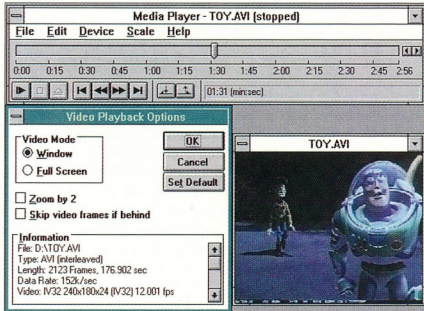 Media Player - TOY.AVI (stopped)
File Edit Device Scale Help
0:00 0:15 0:30 0:45 1:00 1:15 1:30 1:45 2:00 2:15 2:30 2:45 2:56
01:31 (min:sec)
Video Playback Options
Video Mode
Window
Full Screen
OK
Cancel
Set Default
Zoom by 2
Skip video frames if behind
Information
File: D:\TOY.AVI
Type: AVI (interleaved)
Length: 2123 Frames, 176.902 sec
Data Rate: 152k/sec
Video: IV32 240x180x24 (IV32) 12.001 fps
TOY.AVI